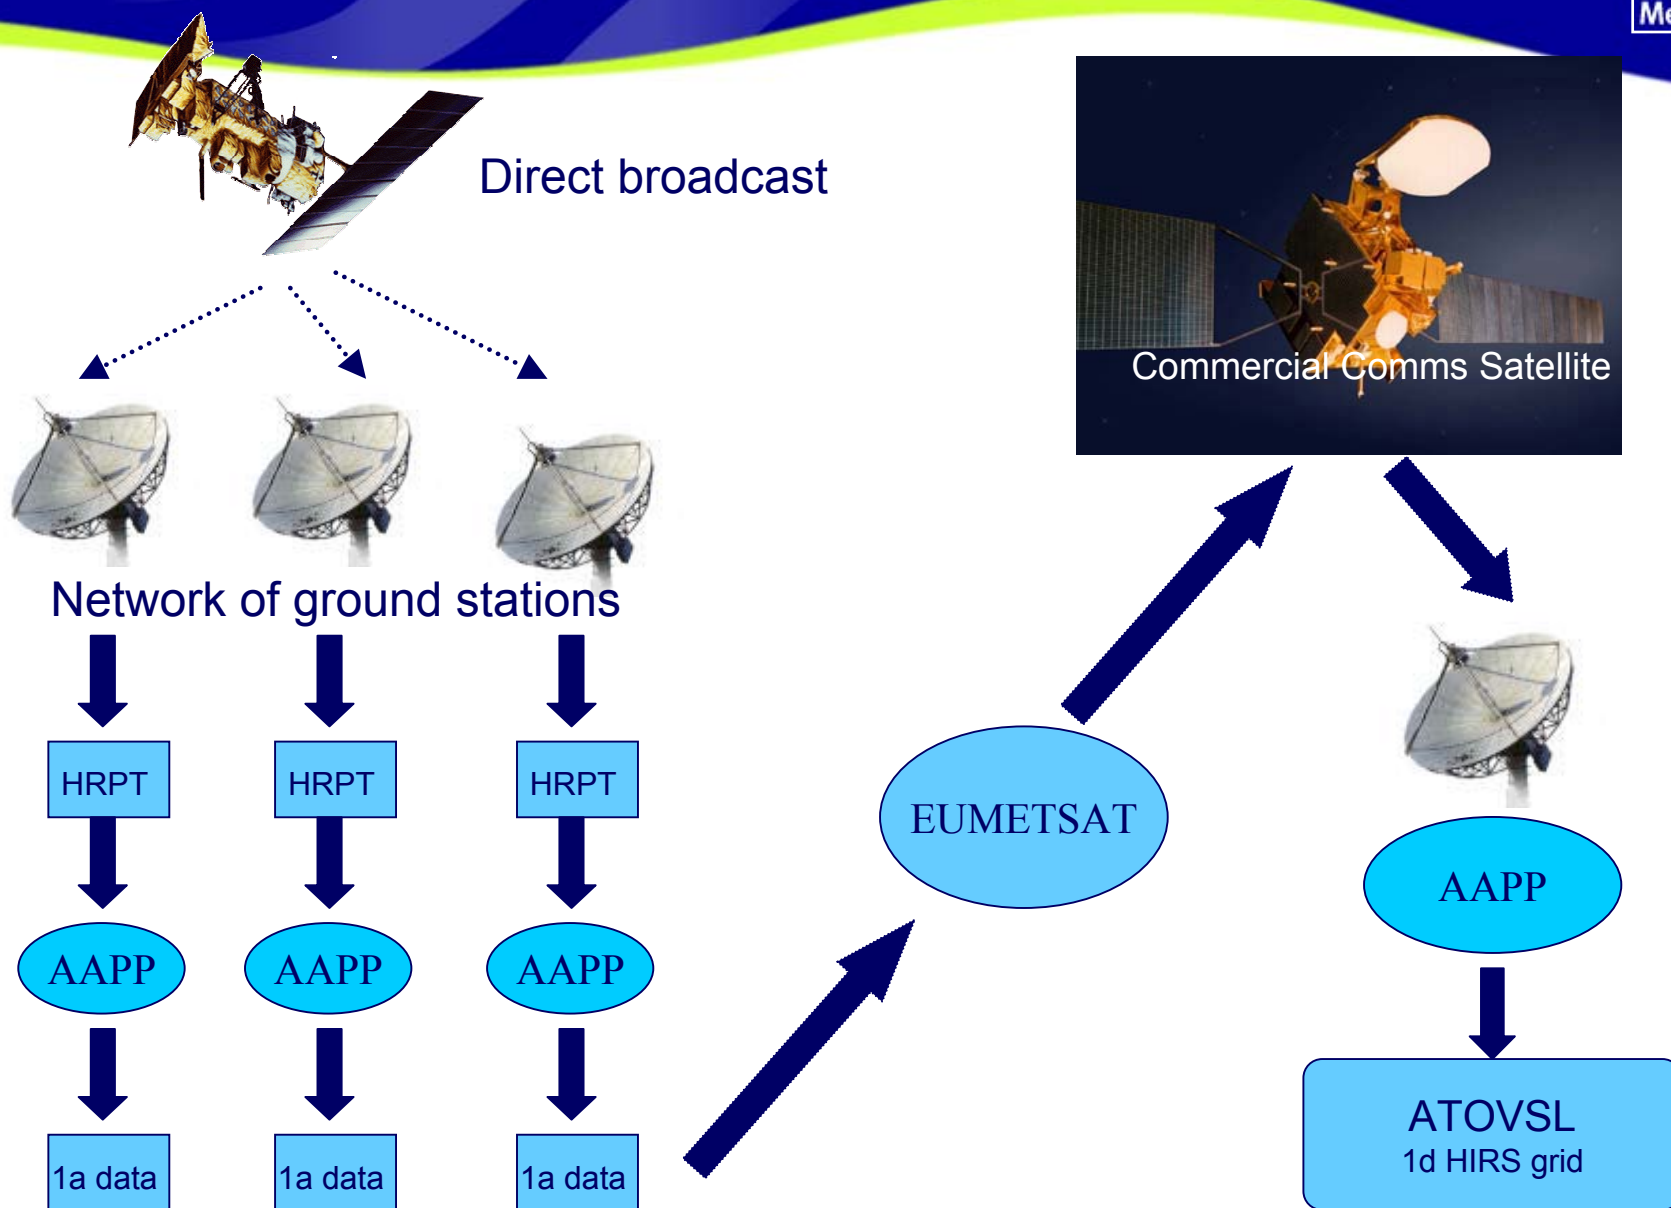 Direct broadcast
Commercial Comms Satellite
Network of ground stations
HRPT
HRPT
HRPT
EUMETSAT
AAPP
AAPP
AAPP
AAPP
ATOVSL
1d HIRS grid
1a data
1a data
1a data